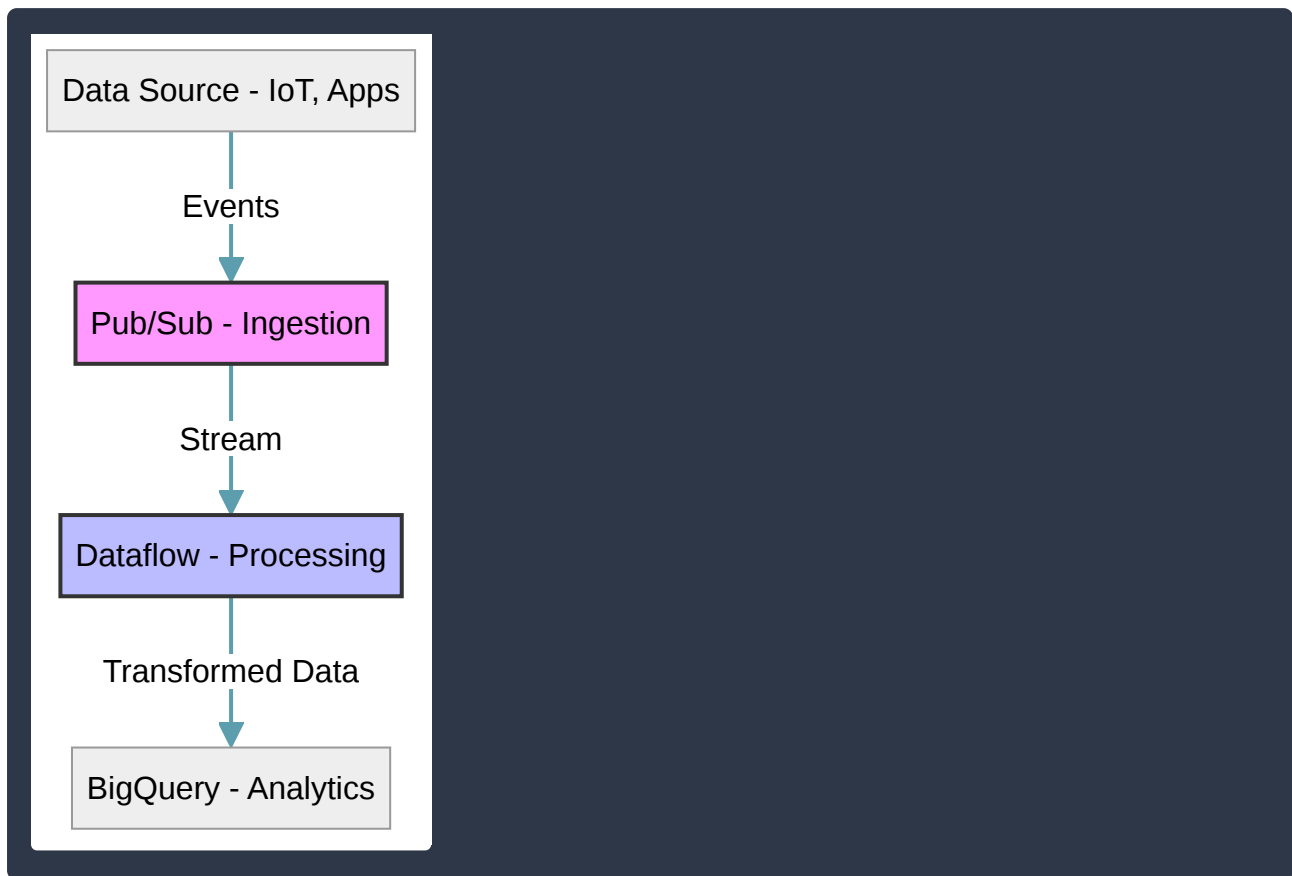 Data Source - IoT, Apps
Events
Pub/Sub - Ingestion
Stream
Dataflow - Processing
Transformed Data
BigQuery - Analytics